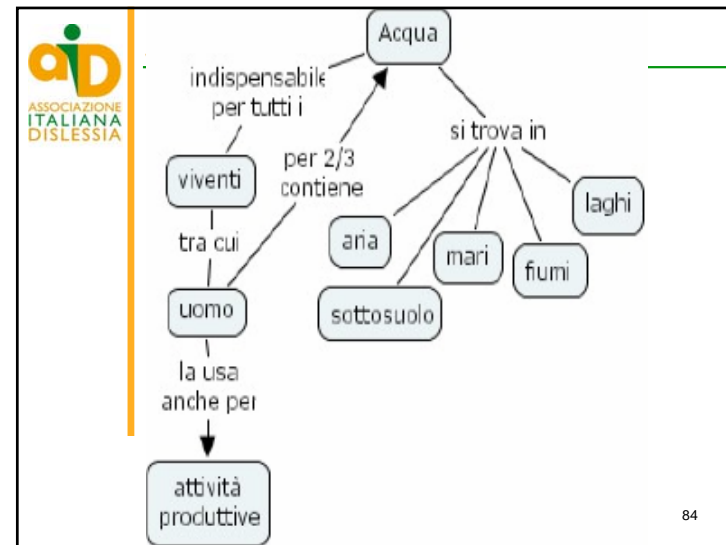 aiD
ASSOCIAZIONE
ITALIANA
DISLESSIA
Acqua
indispensabile
per tutti i
viventi
tra cui
uomo
per 2/3
contiene
la usa
anche per
attività
produttive
si trova in
aria
sottosuolo
mari
fiumi
laghi
84